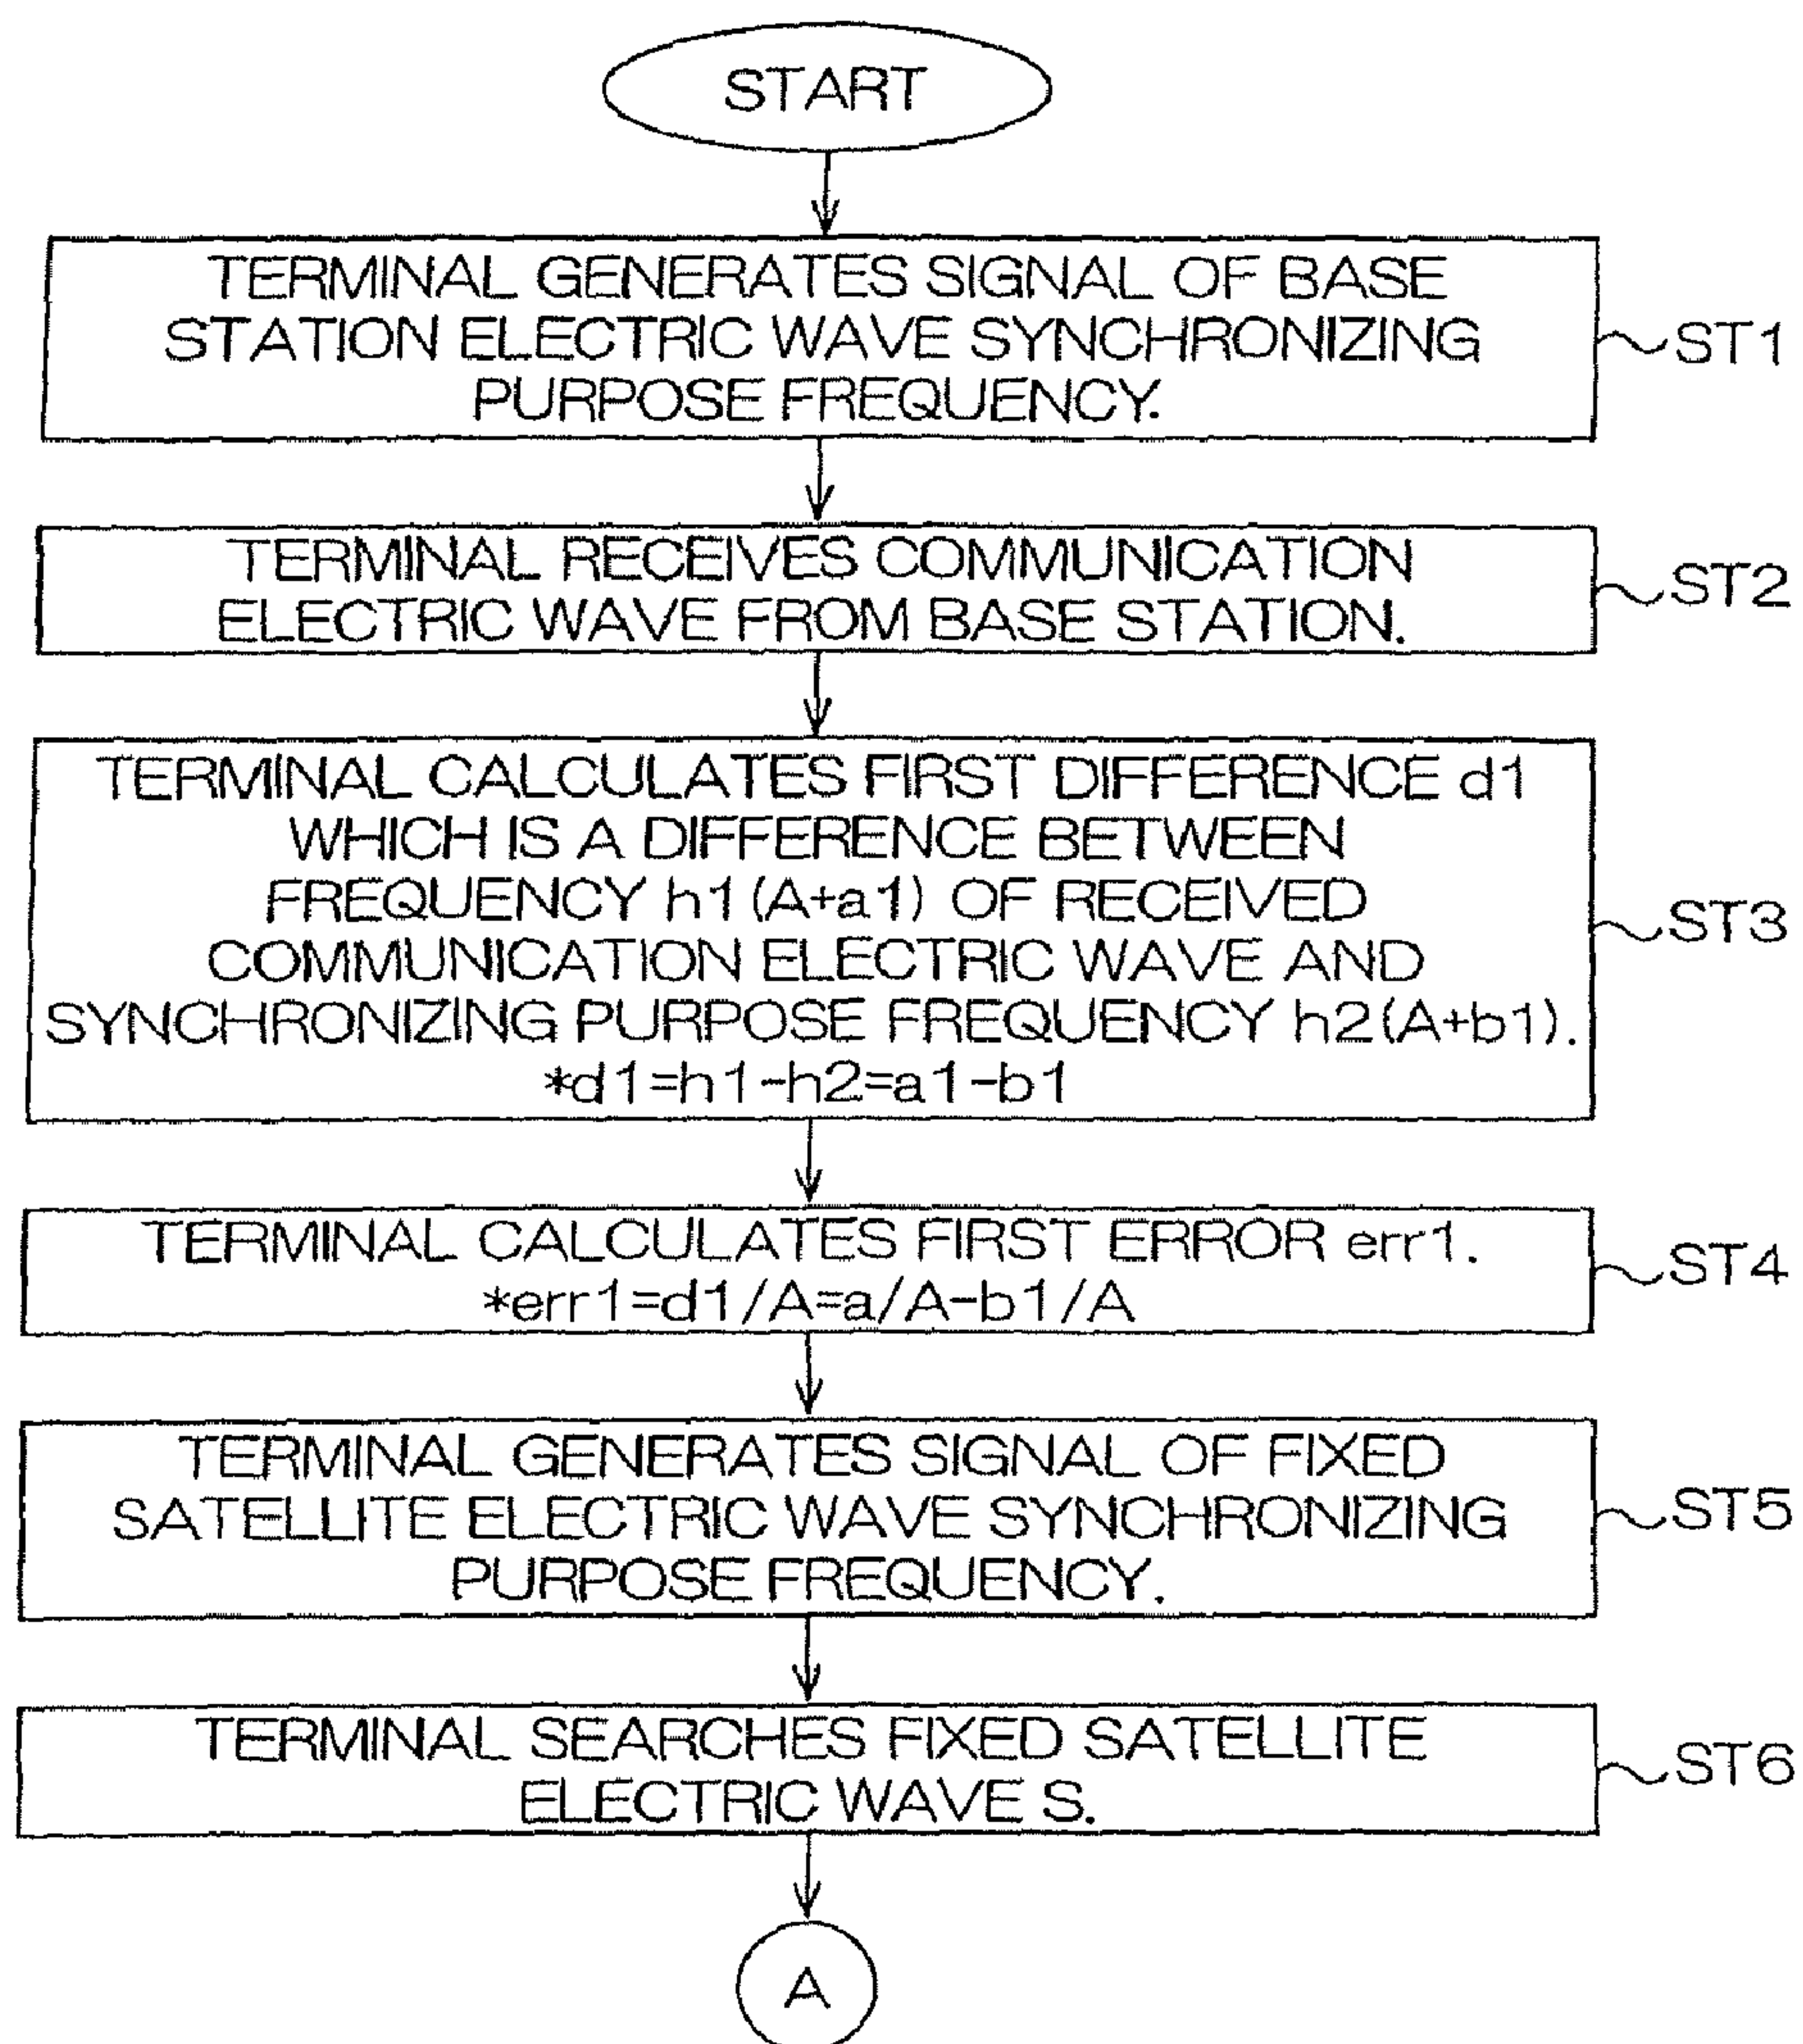 START
TERMINAL GENERATES SIGNAL OF BASE
STATION ELECTRIC WAVE SYNCHRONIZING
PURPOSE FREQUENCY.
ST1
TERMINAL RECEIVES COMMUNICATION
ELECTRIC WAVE FROM BASE STATION.
ST2
TERMINAL CALCULATES FIRST DIFFERENCE d1
WHICH IS A DIFFERENCE BETWEEN
FREQUENCY h1(A+a1) OF RECEIVED
COMMUNICATION ELECTRIC WAVE AND
SYNCHRONIZING PURPOSE FREQUENCY h2(A+b1).
*d1=h1-h2=a1-b1
ST3
TERMINAL CALCULATES FIRST ERROR err1.
*err1=d1/A=a/A-b1/A
ST4
TERMINAL GENERATES SIGNAL OF FIXED
SATELLITE ELECTRIC WAVE SYNCHRONIZING
PURPOSE FREQUENCY.
ST5
TERMINAL SEARCHES FIXED SATELLITE
ELECTRIC WAVE S.
ST6
A